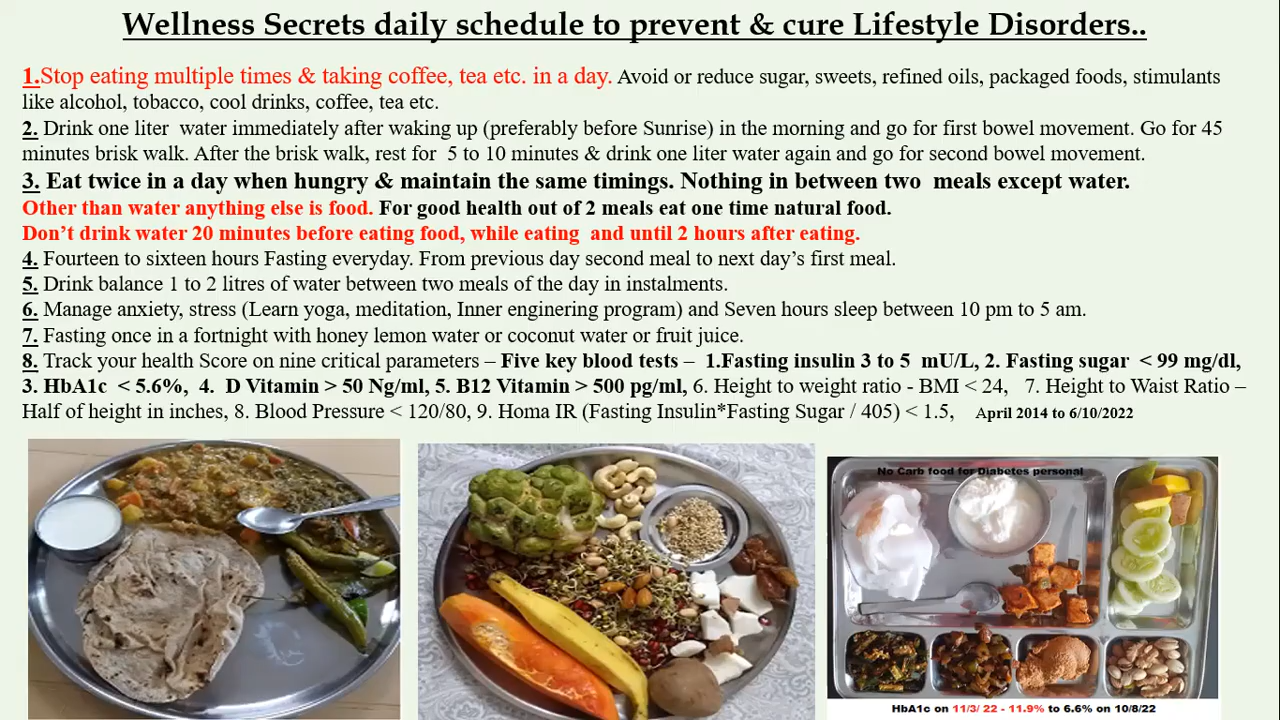 Wellness Secrets daily schedule to prevent & cure Lifestyle Disorders..
1.Stop eating multiple times & taking coffee, tea etc. in a day. Avoid or reduce sugar, sweets, refined oils, packaged foods, stimulants
like alcohol, tobacco, cool drinks, coffee, tea etc.
2. Drink one liter water immediately after waking up (preferably before Sunrise) in the morning and go for first bowel movement. Go for 45
minutes brisk walk. After the brisk walk, rest for 5 to 10 minutes & drink one liter water again and go for second bowel movement.
3. Eat twice in a day when hungry & maintain the same timings. Nothing in between two meals except water.
Other than water anything else is food. For good health out of 2 meals eat one time natural food.
Don't drink water 20 minutes before eating food, while eating and until 2 hours after eating.
4. Fourteen to sixteen hours Fasting everyday. From previous day second meal to next day's first meal.
5. Drink balance 1 to 2 litres of water between two meals of the day in instalments.
6. Manage anxiety, stress (Learn yoga, meditation, Inner enginering program) and Seven hours sleep between 10 pm to 5 am.
7. Fasting once in a fortnight with honey lemon water or coconut water or fruit juice.
8. Track your health Score on nine critical parameters – Five key blood tests – 1.Fasting insulin 3 to 5 mU/L, 2. Fasting sugar < 99 mg/dl,
3. HbA1c < 5.6%, 4. D Vitamin > 50 Ng/ml, 5. B12 Vitamin > 500 pg/ml, 6. Height to weight ratio - BMI < 24, 7. Height to Waist Ratio –
Half of height in inches, 8. Blood Pressure < 120/80, 9. Homa IR (Fasting Insulin*Fasting Sugar / 405) < 1.5, April 2014 to 6/10/2022
No Carb food for Diabetes personal
HbA1c on 11/3/ 22 - 11.9% to 6.6% on 10/8/22